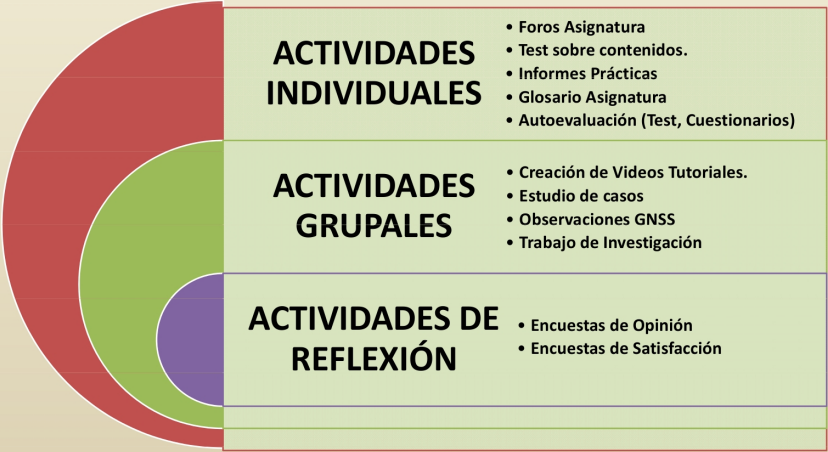 ACTIVIDADES
INDIVIDUALES
• Foros Asignatura
• Test sobre contenidos.
• Informes Prácticas
• Glosario Asignatura
• Autoevaluación (Test, Cuestionarios)
ACTIVIDADES
GRUPALES
• Creación de Videos Tutoriales.
• Estudio de casos
• Observaciones GNSS
• Trabajo de Investigación
ACTIVIDADES DE
REFLEXIÓN
• Encuestas de Opinión
• Encuestas de Satisfacción